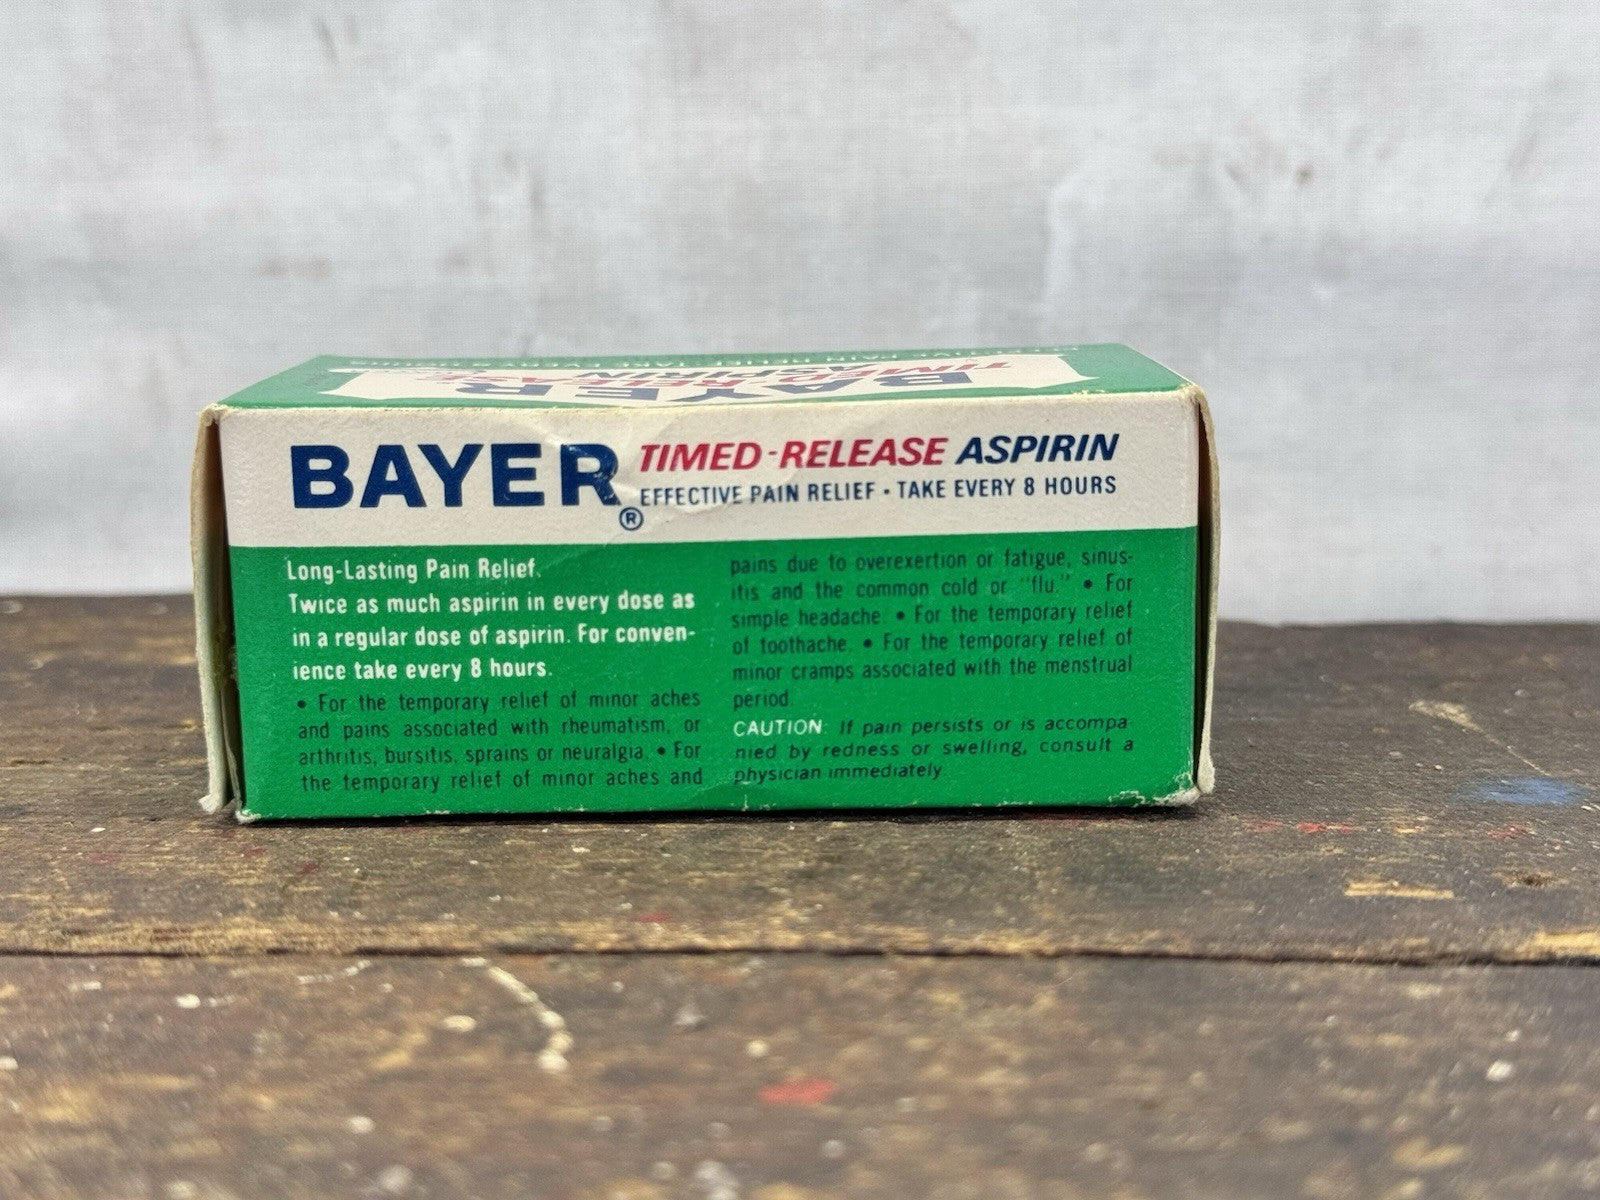 BAYER
TIMED-RELEASE
ASPIRIN
BAYER® TIMED-RELEASE ASPIRIN
EFFECTIVE PAIN RELIEF • TAKE EVERY 8 HOURS
Long-Lasting Pain Relief.
Twice as much aspirin in every dose as
in a regular dose of aspirin. For conven-
ience take every 8 hours.
• For the temporary relief of minor aches
and pains associated with rheumatism, or
arthritis, bursitis, sprains or neuralgia. • For
the temporary relief of minor aches and
pains due to overexertion or fatigue, sinus-
itis and the common cold or "flu." • For
simple headache. • For the temporary relief
of toothache. • For the temporary relief of
minor cramps associated with the menstrual
period.
CAUTION: If pain persists or is accompa-
nied by redness or swelling, consult a
physician immediately.